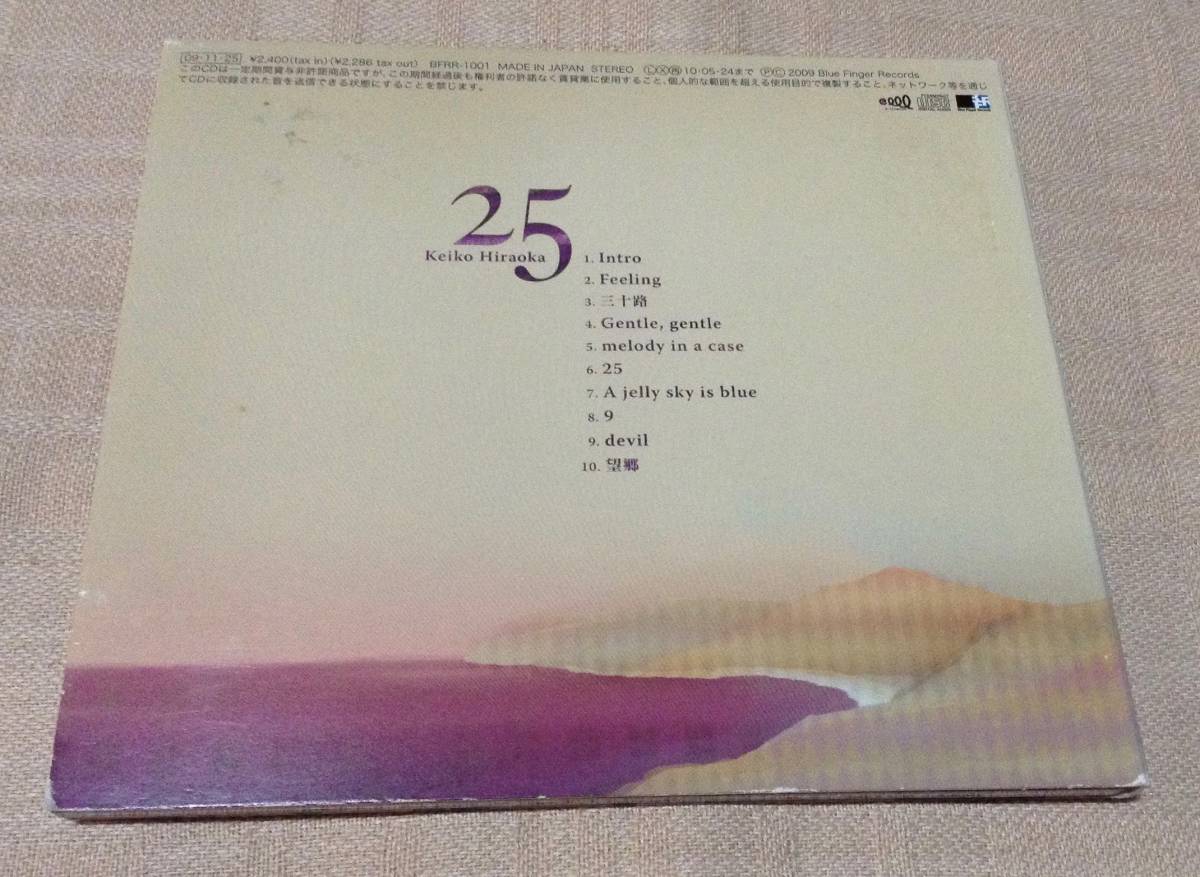 09·11·25 ¥2,400(tax in)(¥2,286 tax out) BFRR-1001 MADE IN JAPAN STEREO Ⓛ Ⓧ 10·05·24まで ⓅⒸ 2009 Blue Finger Records
このCDは一定期間貸与非許諾商品ですが、この期間経過後も権利者の許諾なく賃貸業に使用すること、個人的な範囲を超える使用目的で複製すること、ネットワーク等を通じ
てCDに収録された音を送信できる状態にすることを禁じます。
25
Keiko Hiraoka
1. Intro
2. Feeling
3. 三十路
4. Gentle, gentle
5. melody in a case
6. 25
7. A jelly sky is blue
8. 9
9. devil
10. 望郷